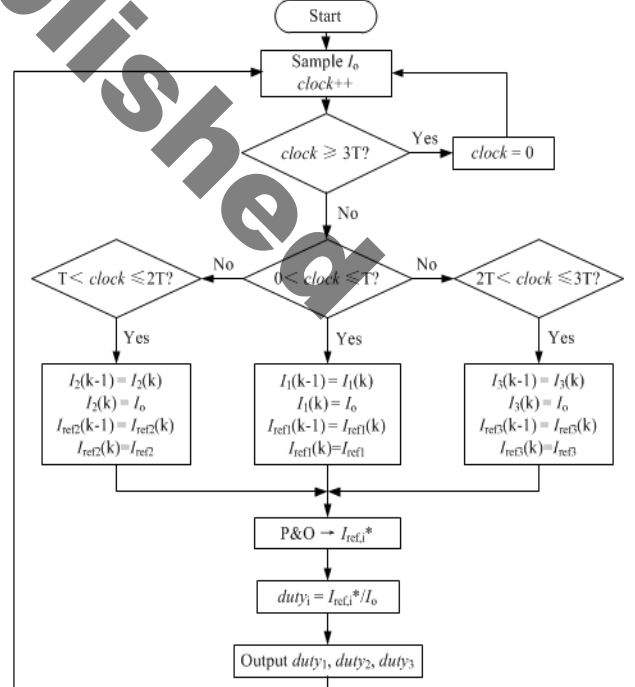 Start
Sample Iₒ
clock++
clock ≥ 3T?
Yes
clock = 0
No
T< clock ≤2T?
No
0< clock ≤T?
No
2T< clock ≤3T?
Yes
Yes
Yes
I₂(k-1) = I₂(k)
I₂(k) = Iₒ
Iref2(k-1) = Iref2(k)
Iref2(k)=Iref2
I₁(k-1) = I₁(k)
I₁(k) = Iₒ
Iref1(k-1) = Iref1(k)
Iref1(k)=Iref1
I₃(k-1) = I₃(k)
I₃(k) = Iₒ
Iref3(k-1) = Iref3(k)
Iref3(k)=Iref3
P&O → Iref,i*
dutyi = Iref,i*/Iₒ
Output duty₁, duty₂, duty₃
lished